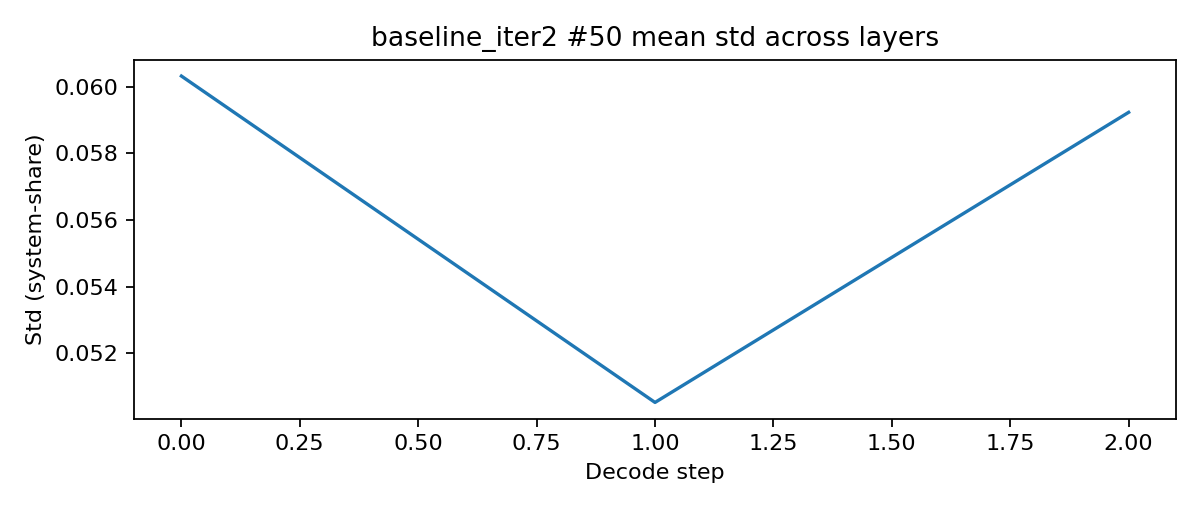 baseline_iter2 #50 mean std across layers
Std (system-share)
0.060
0.058
0.056
0.054
0.052
0.00 0.25 0.50 0.75 1.00 1.25 1.50 1.75 2.00
Decode step